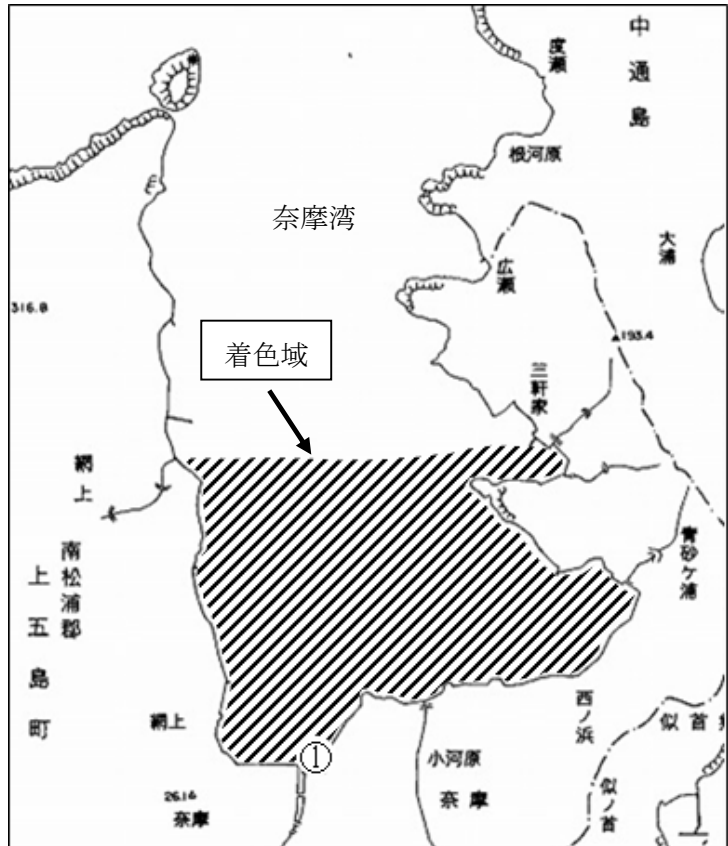 中通島
度瀬
根河原
奈摩湾
大浦
広瀬
316.8
193.4
着色域
三軒家
網上
青砂ケ浦
南松浦郡
上五島町
網上
西ノ浜
似首
①
小河原
奈摩
似ノ首
奈摩